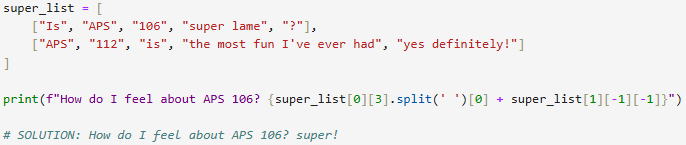 super_list = [
    ["Is", "APS", "106", "super lame", "?"],
    ["APS", "112", "is", "the most fun I've ever had", "yes definitely!"]
]
print(f"How do I feel about APS 106? {super_list[0][3].split(' ')[0] + super_list[1][-1][-1]}")
# SOLUTION: How do I feel about APS 106? super!